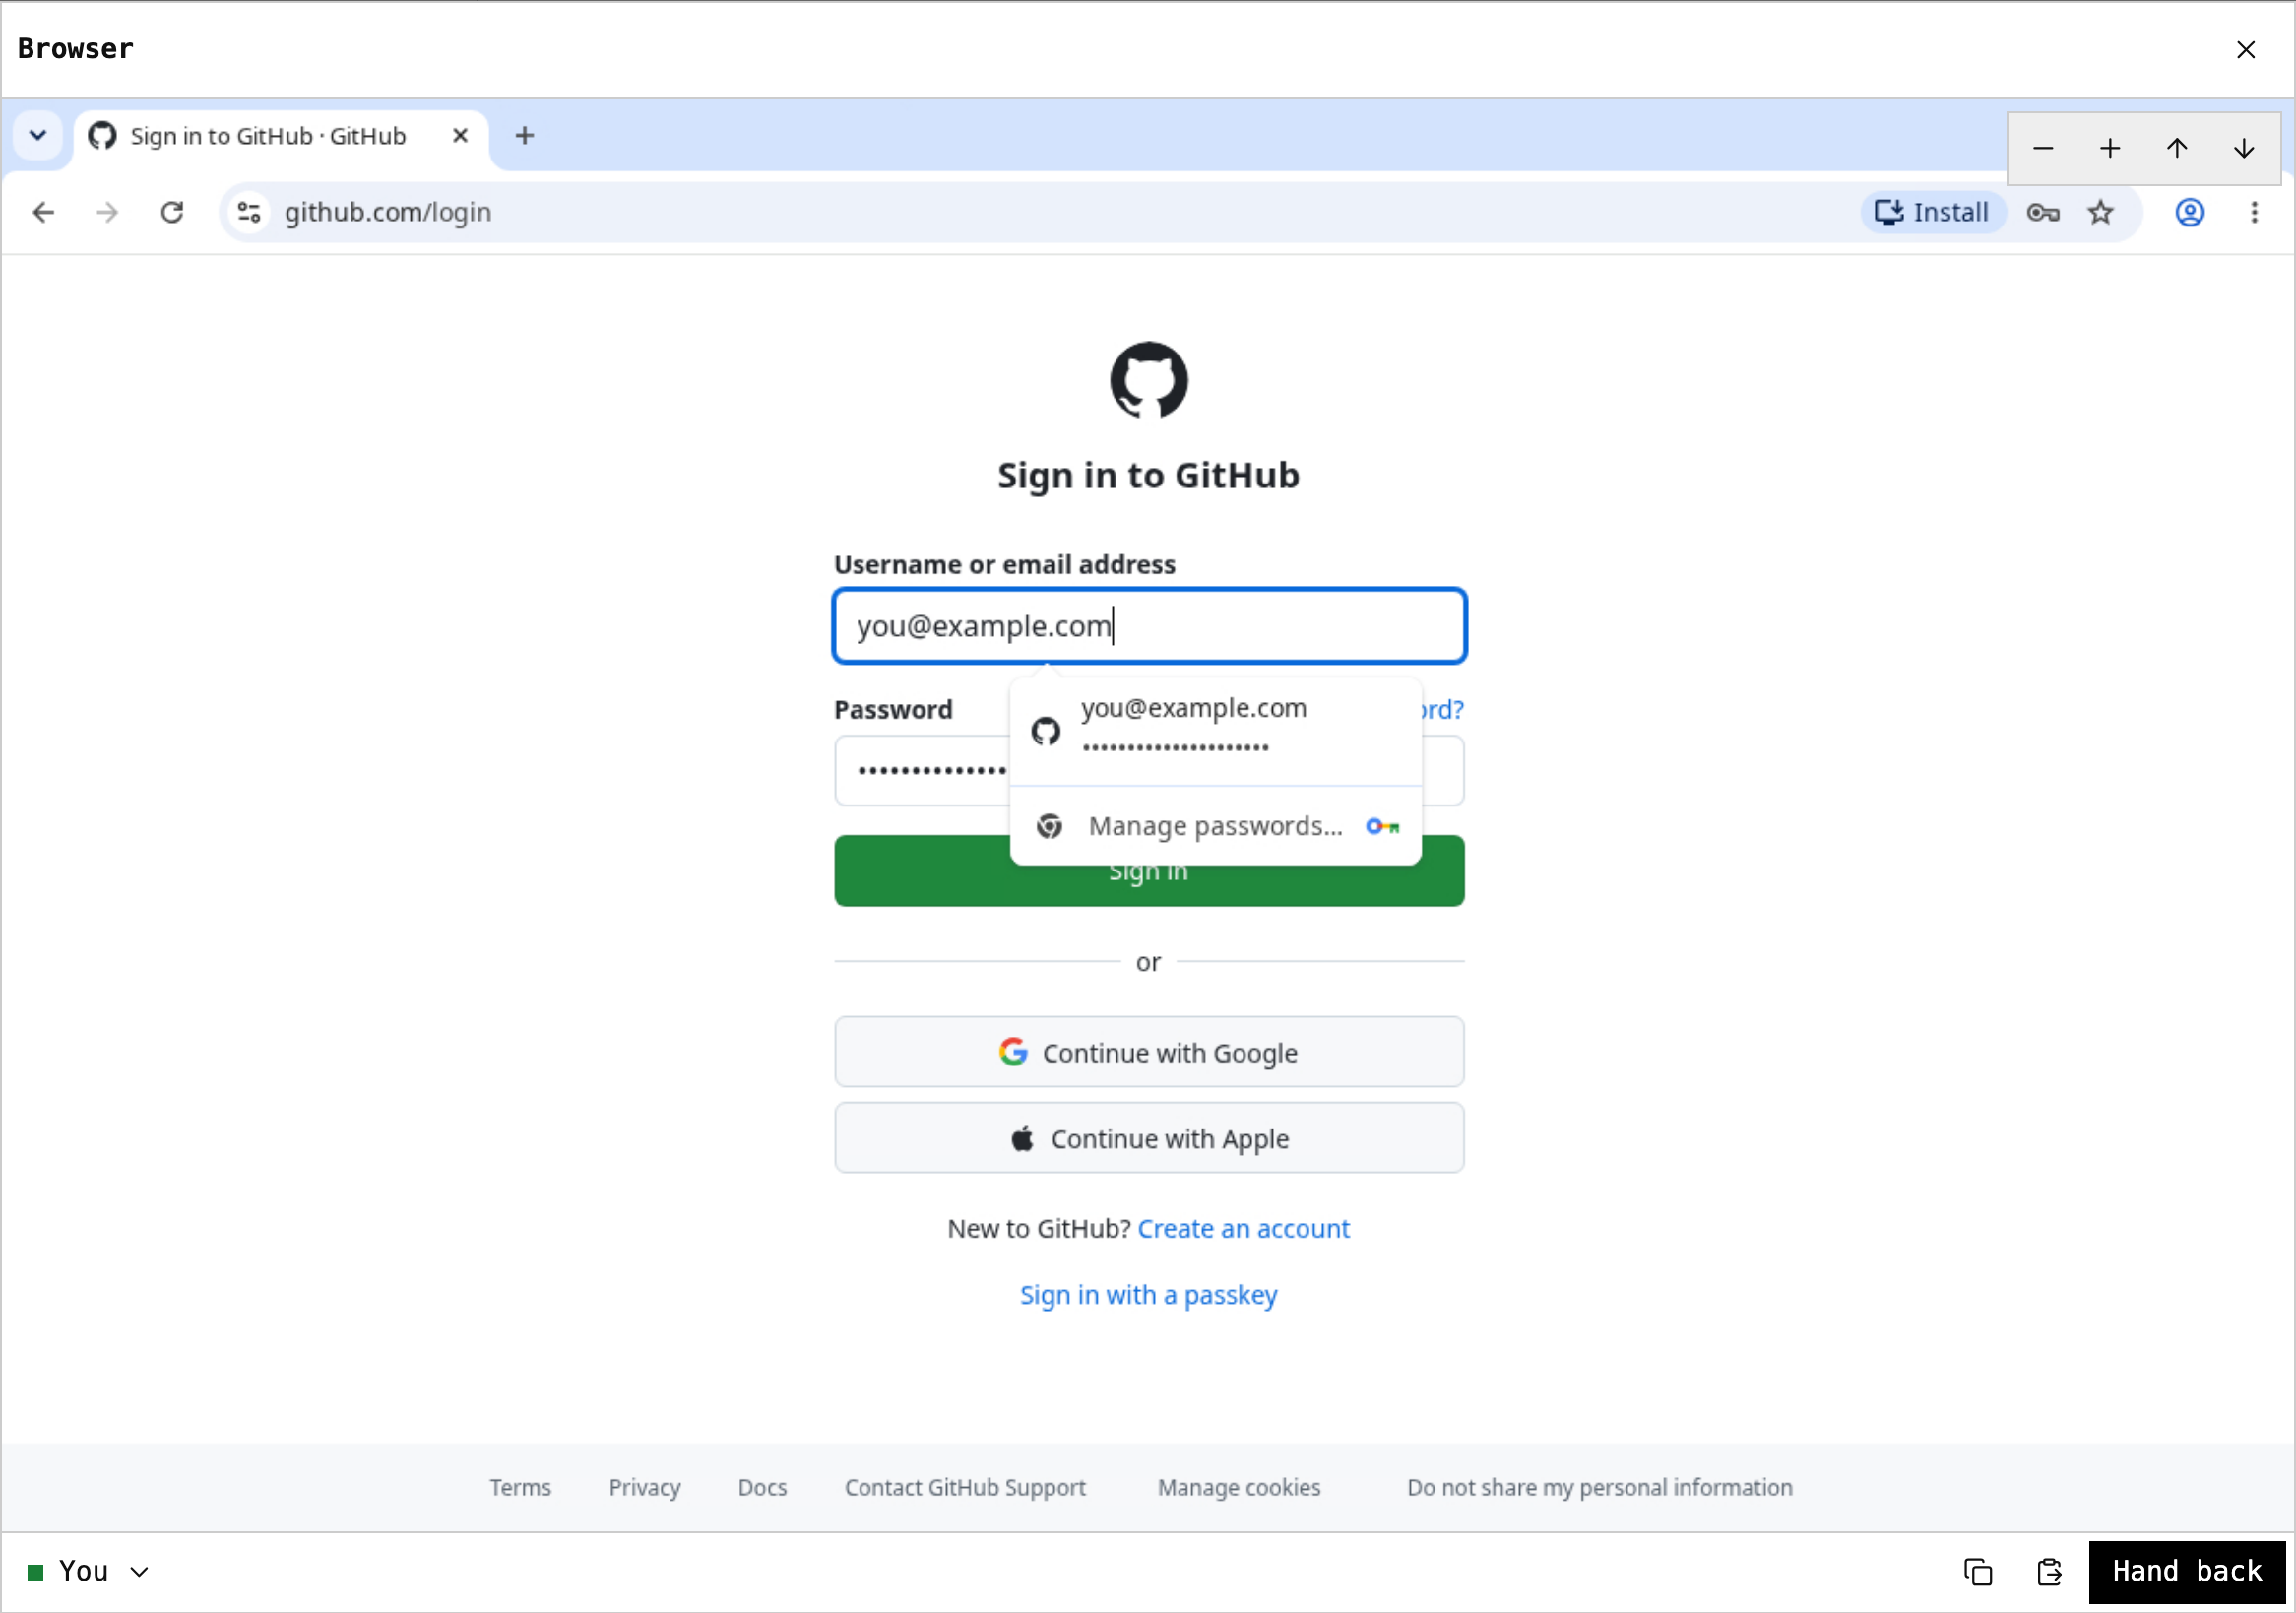 Browser
Sign in to GitHub · GitHub
github.com/login
Install
Sign in to GitHub
Username or email address
you@example.com
you@example.com
Password
ord?
•••••••••••••••••••••
••••••••••••••
Manage passwords...
Sign in
or
Continue with Google
Continue with Apple
New to GitHub? Create an account
Sign in with a passkey
Terms Privacy Docs Contact GitHub Support Manage cookies Do not share my personal information
You
Hand back